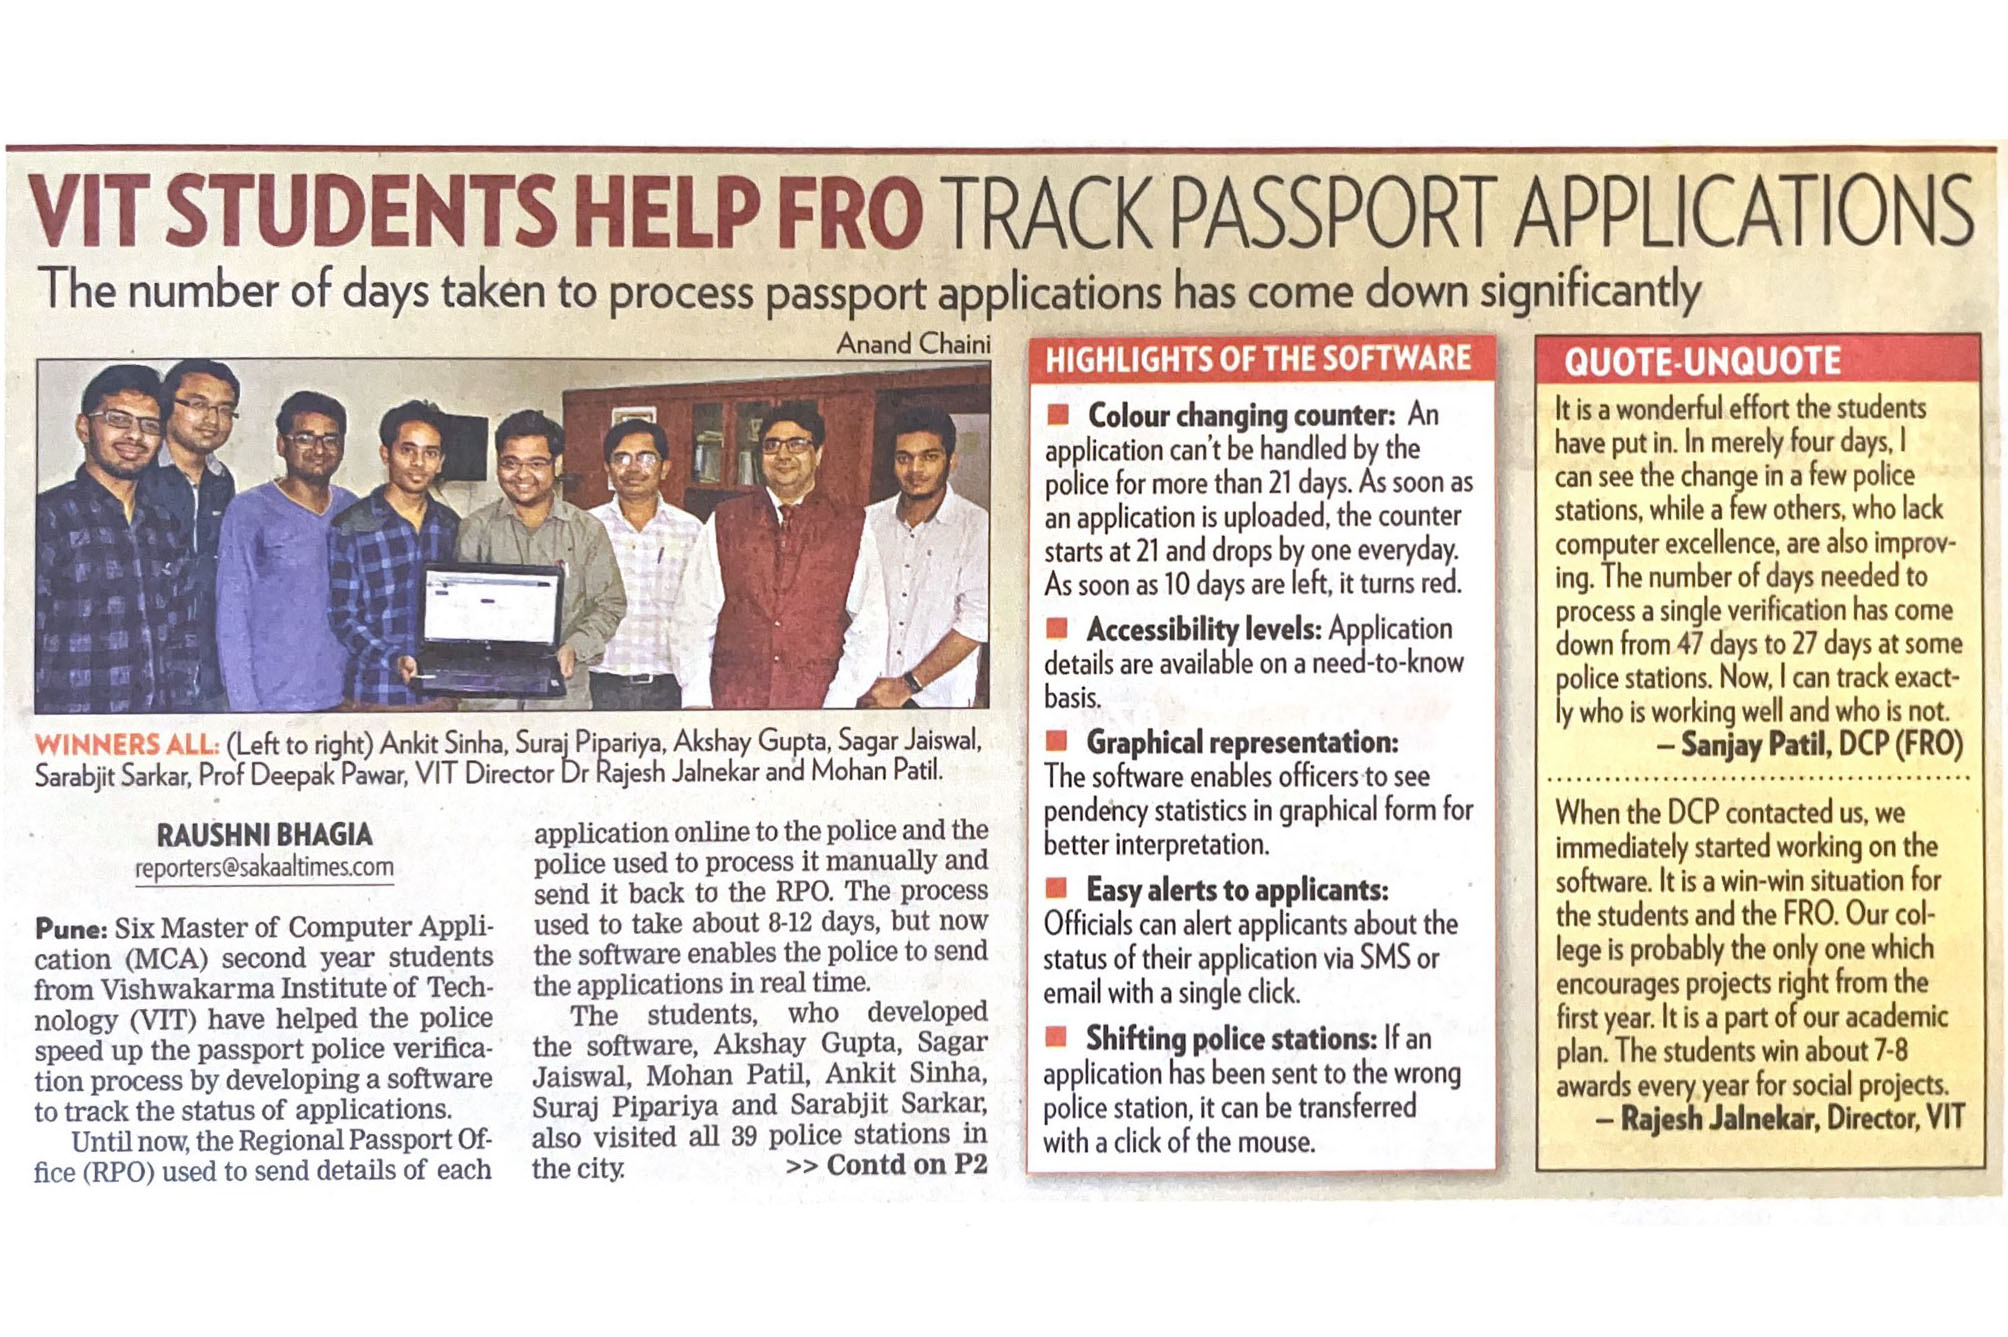 VIT STUDENTS HELP FRO TRACK PASSPORT APPLICATIONS
The number of days taken to process passport applications has come down significantly
Anand Chaini
WINNERS ALL: (Left to right) Ankit Sinha, Suraj Pipariya, Akshay Gupta, Sagar Jaiswal,
Sarabjit Sarkar, Prof Deepak Pawar, VIT Director Dr Rajesh Jalnekar and Mohan Patil.
RAUSHNI BHAGIA
reporters@sakaaltimes.com
Pune: Six Master of Computer Appli-
cation (MCA) second year students
from Vishwakarma Institute of Tech-
nology (VIT) have helped the police
speed up the passport police verifica-
tion process by developing a software
to track the status of applications.
Until now, the Regional Passport Of-
fice (RPO) used to send details of each
application online to the police and the
police used to process it manually and
send it back to the RPO. The process
used to take about 8-12 days, but now
the software enables the police to send
the applications in real time.
The students, who developed
the software, Akshay Gupta, Sagar
Jaiswal, Mohan Patil, Ankit Sinha,
Suraj Pipariya and Sarabjit Sarkar,
also visited all 39 police stations in
the city. >> Contd on P2
HIGHLIGHTS OF THE SOFTWARE
Colour changing counter: An
application can't be handled by the
police for more than 21 days. As soon as
an application is uploaded, the counter
starts at 21 and drops by one everyday.
As soon as 10 days are left, it turns red.
Accessibility levels: Application
details are available on a need-to-know
basis.
Graphical representation:
The software enables officers to see
pendency statistics in graphical form for
better interpretation.
Easy alerts to applicants:
Officials can alert applicants about the
status of their application via SMS or
email with a single click.
Shifting police stations: If an
application has been sent to the wrong
police station, it can be transferred
with a click of the mouse.
QUOTE-UNQUOTE
It is a wonderful effort the students
have put in. In merely four days, I
can see the change in a few police
stations, while a few others, who lack
computer excellence, are also improv-
ing. The number of days needed to
process a single verification has come
down from 47 days to 27 days at some
police stations. Now, I can track exact-
ly who is working well and who is not.
– Sanjay Patil, DCP (FRO)
When the DCP contacted us, we
immediately started working on the
software. It is a win-win situation for
the students and the FRO. Our col-
lege is probably the only one which
encourages projects right from the
first year. It is a part of our academic
plan. The students win about 7-8
awards every year for social projects.
– Rajesh Jalnekar, Director, VIT